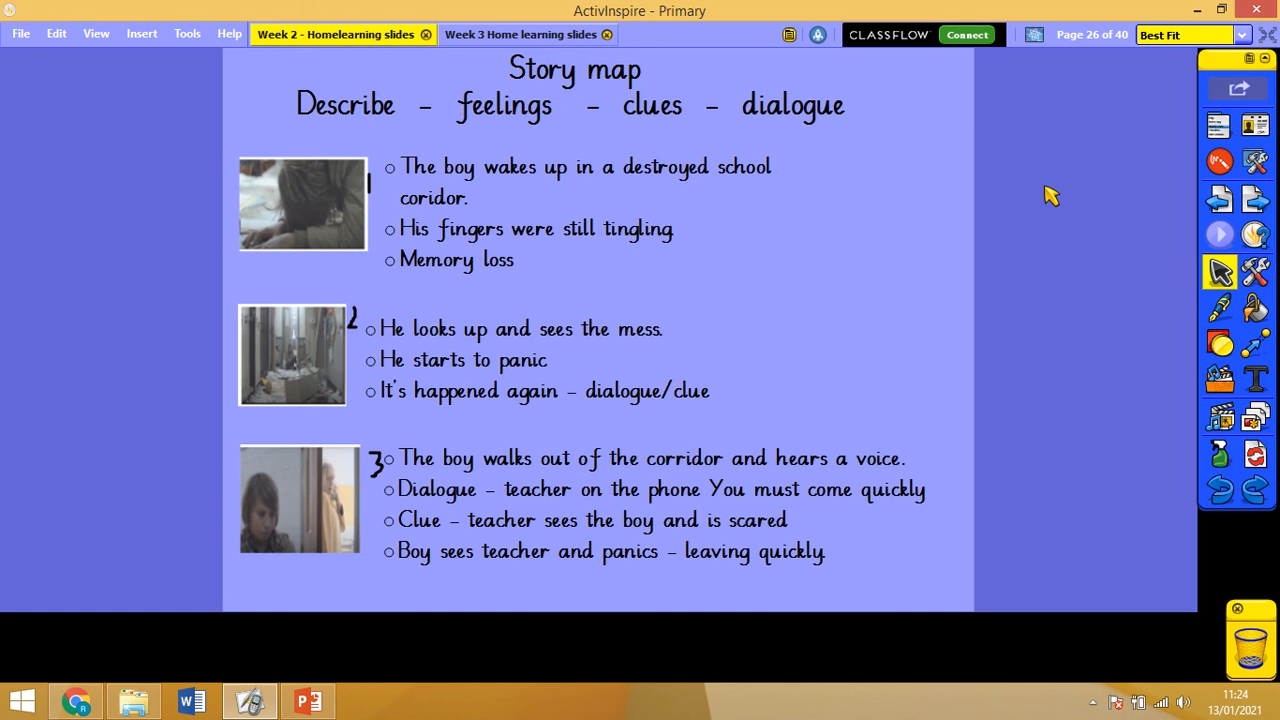 ActivInspire - Primary
File Edit View Insert Tools Help
Week 2 - Homelearning slides
Week 3 Home learning slides
CLASSFLOW Connect
Page 26 of 40
Best Fit
Story map
Describe - feelings - clues - dialogue
1
The boy wakes up in a destroyed school
coridor.
His fingers were still tingling
Memory loss
2
He looks up and sees the mess.
He starts to panic
It's happened again - dialogue/clue
3
The boy walks out of the corridor and hears a voice.
Dialogue - teacher on the phone You must come quickly
Clue - teacher sees the boy and is scared
Boy sees teacher and panics - leaving quickly.
11:24
13/01/2021